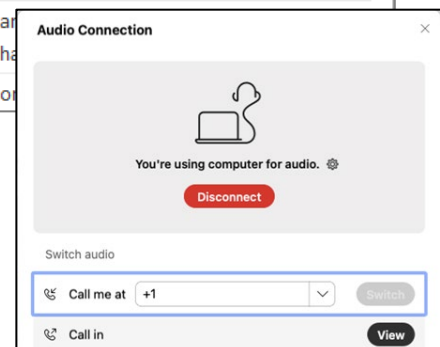 Audio Connection
You're using computer for audio.
Disconnect
Switch audio
Call me at +1 Switch
Call in View